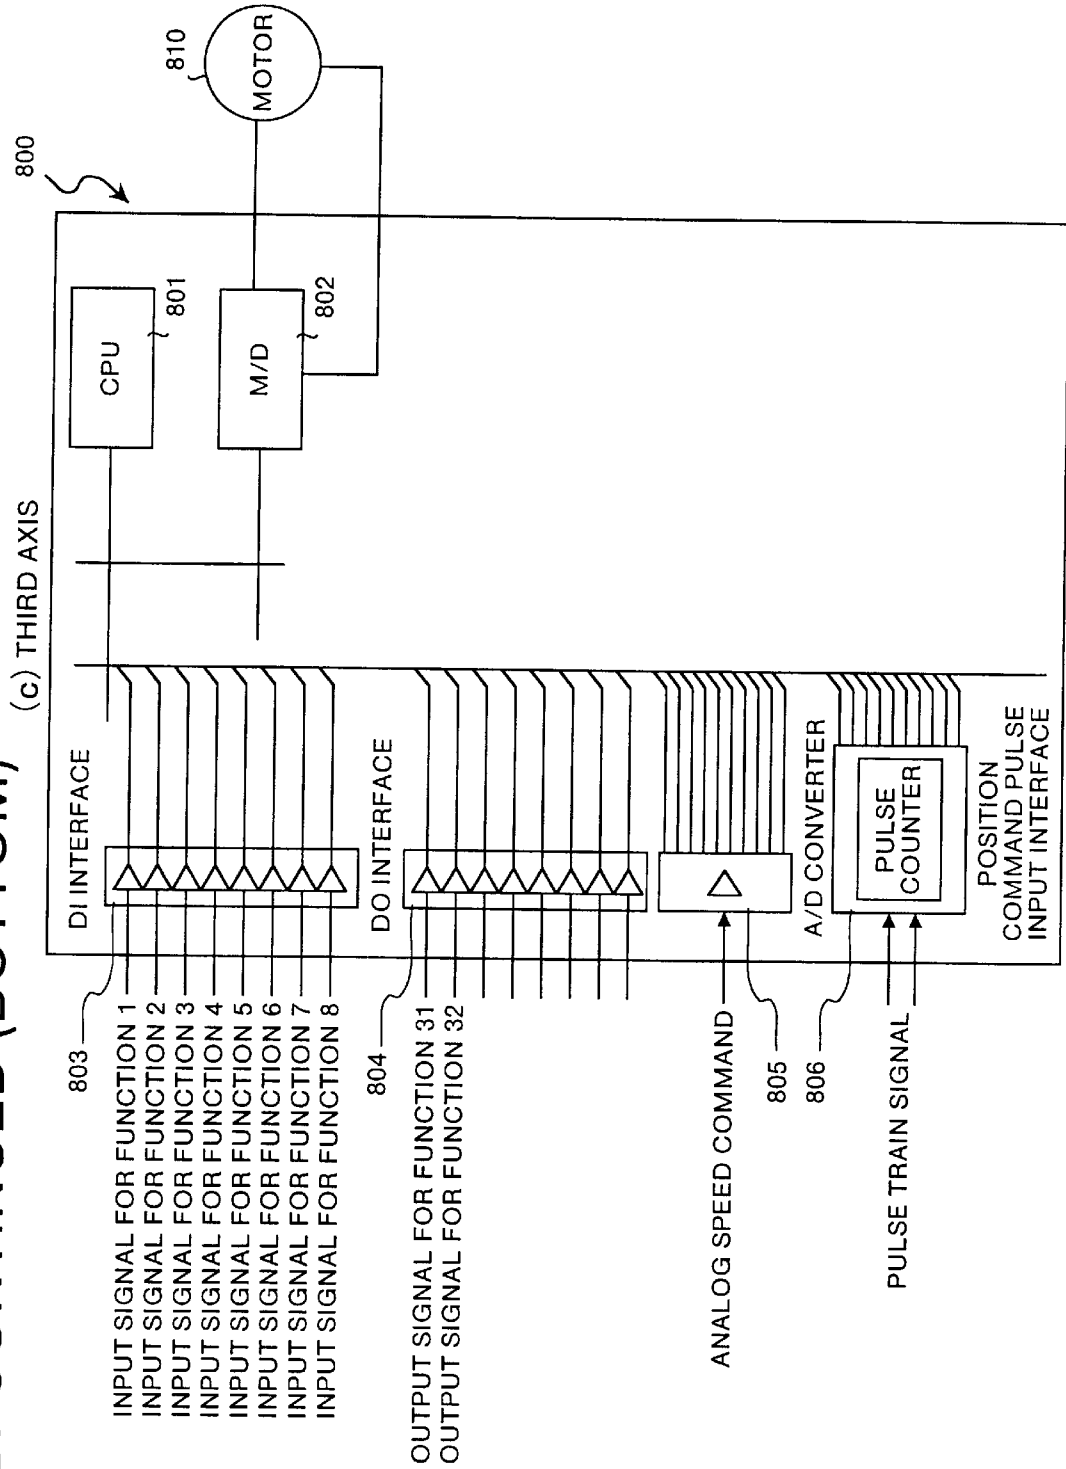 (c) THIRD AXIS
800
810
MOTOR
CPU
801
M/D
802
DI INTERFACE
803
INPUT SIGNAL FOR FUNCTION 1
INPUT SIGNAL FOR FUNCTION 2
INPUT SIGNAL FOR FUNCTION 3
INPUT SIGNAL FOR FUNCTION 4
INPUT SIGNAL FOR FUNCTION 5
INPUT SIGNAL FOR FUNCTION 6
INPUT SIGNAL FOR FUNCTION 7
INPUT SIGNAL FOR FUNCTION 8
DO INTERFACE
804
OUTPUT SIGNAL FOR FUNCTION 31
OUTPUT SIGNAL FOR FUNCTION 32
ANALOG SPEED COMMAND
805
A/D CONVERTER
806
PULSE TRAIN SIGNAL
PULSE
COUNTER
POSITION
COMMAND PULSE
INPUT INTERFACE